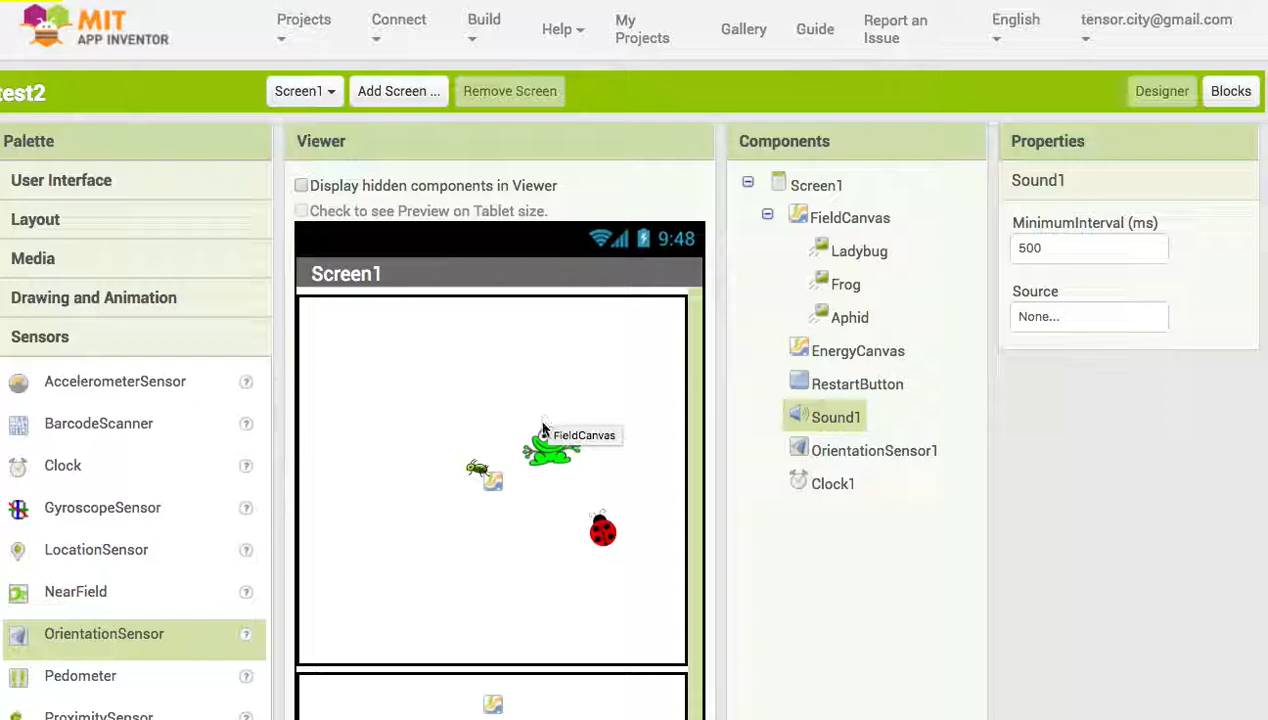 MIT
APP INVENTOR
Projects
Connect
Build
Help
My
Projects
Gallery
Guide
Report an
Issue
English
tensor.city@gmail.com
test2
Screen1
Add Screen ...
Remove Screen
Designer
Blocks
Palette
Viewer
Components
Properties
User Interface
Layout
Media
Drawing and Animation
Sensors
AccelerometerSensor
?
BarcodeScanner
?
Clock
?
GyroscopeSensor
?
LocationSensor
?
NearField
?
OrientationSensor
?
Pedometer
?
ProximitySensor
Display hidden components in Viewer
Check to see Preview on Tablet size.
9:48
Screen1
FieldCanvas
Screen1
FieldCanvas
Ladybug
Frog
Aphid
EnergyCanvas
RestartButton
Sound1
OrientationSensor1
Clock1
Sound1
MinimumInterval (ms)
500
Source
None...